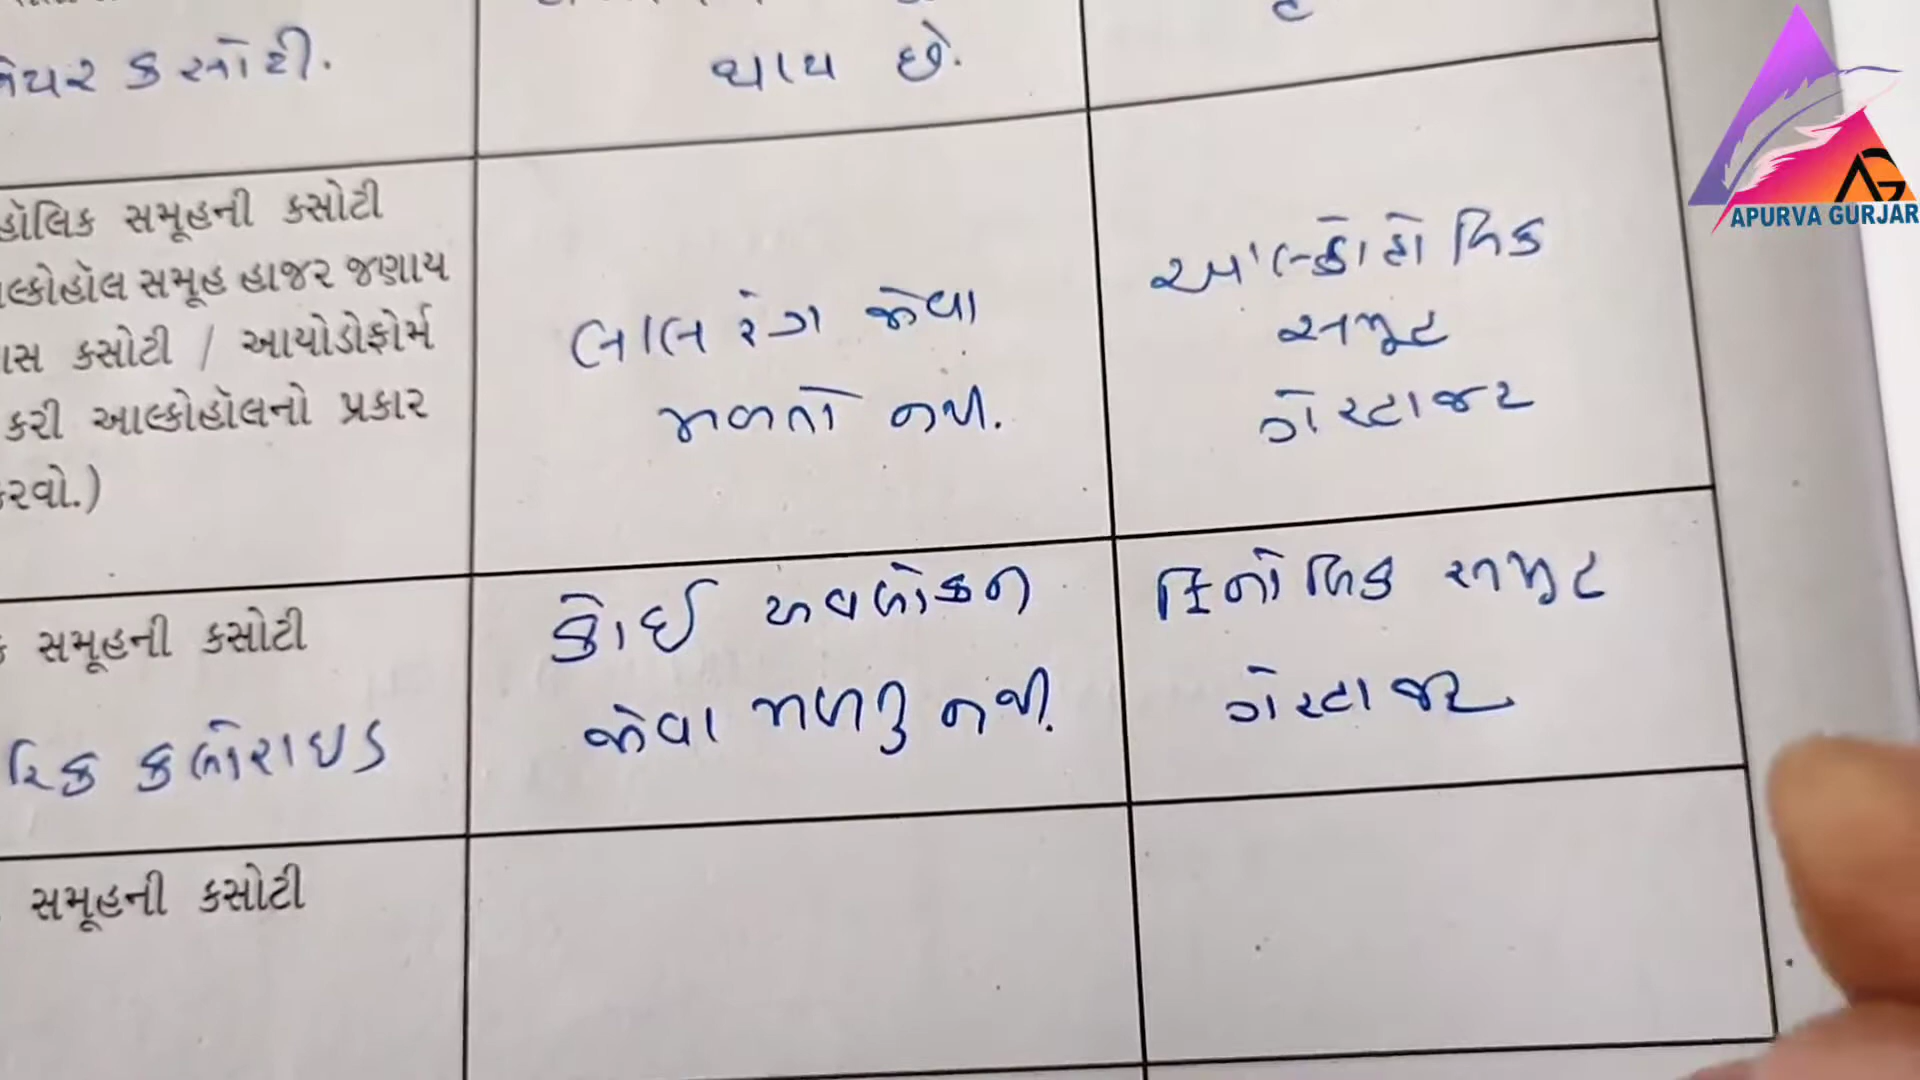 થાય છે.
કસોટી.
APURVA GURJAR
સમૂહની કસોટી
સમૂહ હાજર જણાય
કસોટી / આયોડોફોર્મ
કરી આલ્કોહોલનો પ્રકાર
લાલ રંગ જોવા
મળતો નથી.
આલ્કોહોલિક
સમૂહ
ગેરહાજર
સમૂહની કસોટી
ક્લોરાઇડ
કોઈ અવલોકન
જોવા મળતુ નથી.
ફિનોલિક સમૂહ
ગેરહાજર
સમૂહની કસોટી